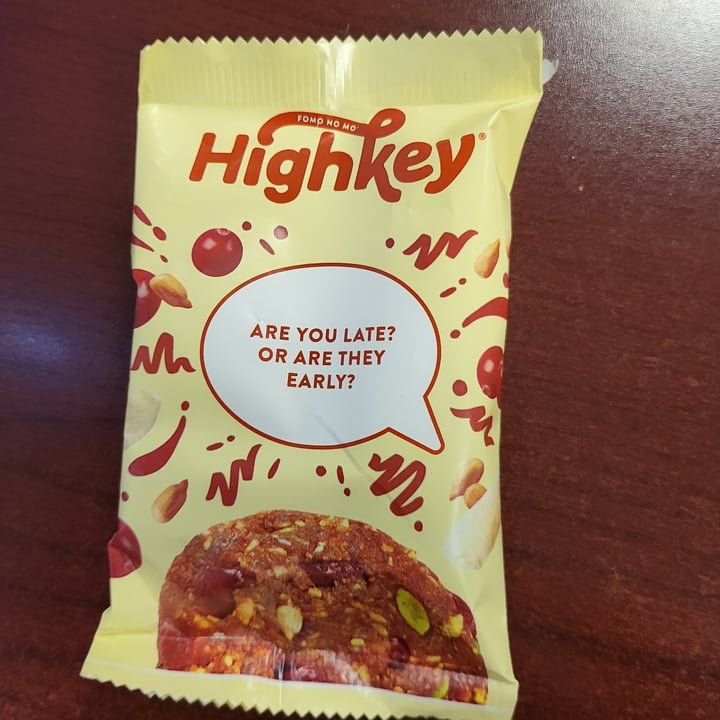 FOMO NO MO'
Highkey®
ARE YOU LATE?
OR ARE THEY
EARLY?